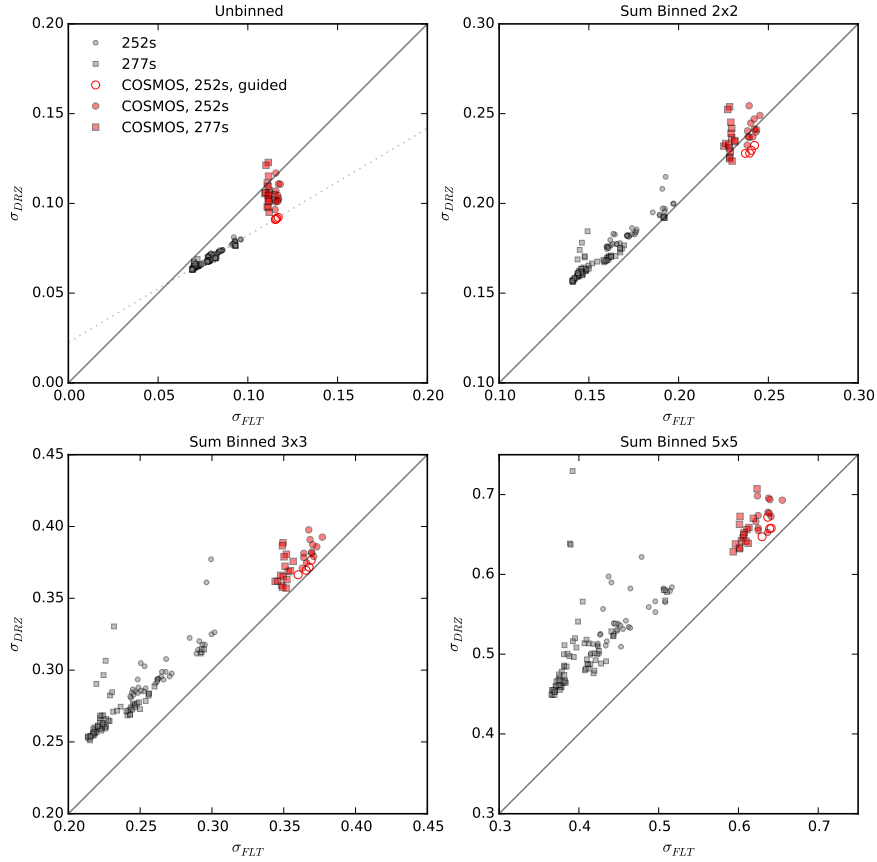 Unbinned
0.20
0.15
0.10
0.05
0.00
σDRZ
252s
277s
COSMOS, 252s, guided
COSMOS, 252s
COSMOS, 277s
0.00 0.05 0.10 0.15 0.20
σFLT
Sum Binned 2x2
0.30
0.25
0.20
0.15
0.10
σDRZ
0.10 0.15 0.20 0.25 0.30
σFLT
Sum Binned 3x3
0.45
0.40
0.35
0.30
0.25
0.20
σDRZ
0.20 0.25 0.30 0.35 0.40 0.45
σFLT
Sum Binned 5x5
0.7
0.6
0.5
0.4
0.3
σDRZ
0.3 0.4 0.5 0.6 0.7
σFLT